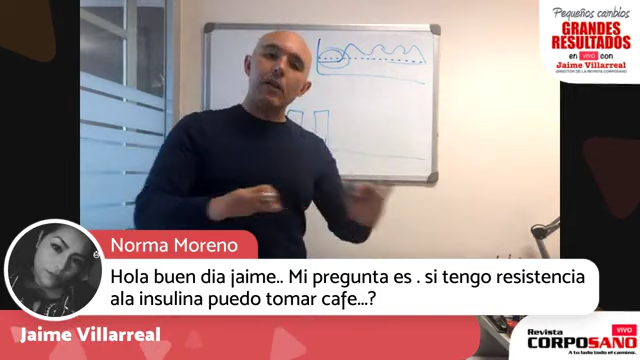 Pequeños cambios
GRANDES
RESULTADOS
en VIVO con
Jaime Villarreal
DIRECTOR DE LA REVISTA CORPOSANO
Norma Moreno
Hola buen dia jaime.. Mi pregunta es . si tengo resistencia
ala insulina puedo tomar cafe...?
Jaime Villarreal
Revista
VIVO
CORPOSANO
A tu lado todo el camino.